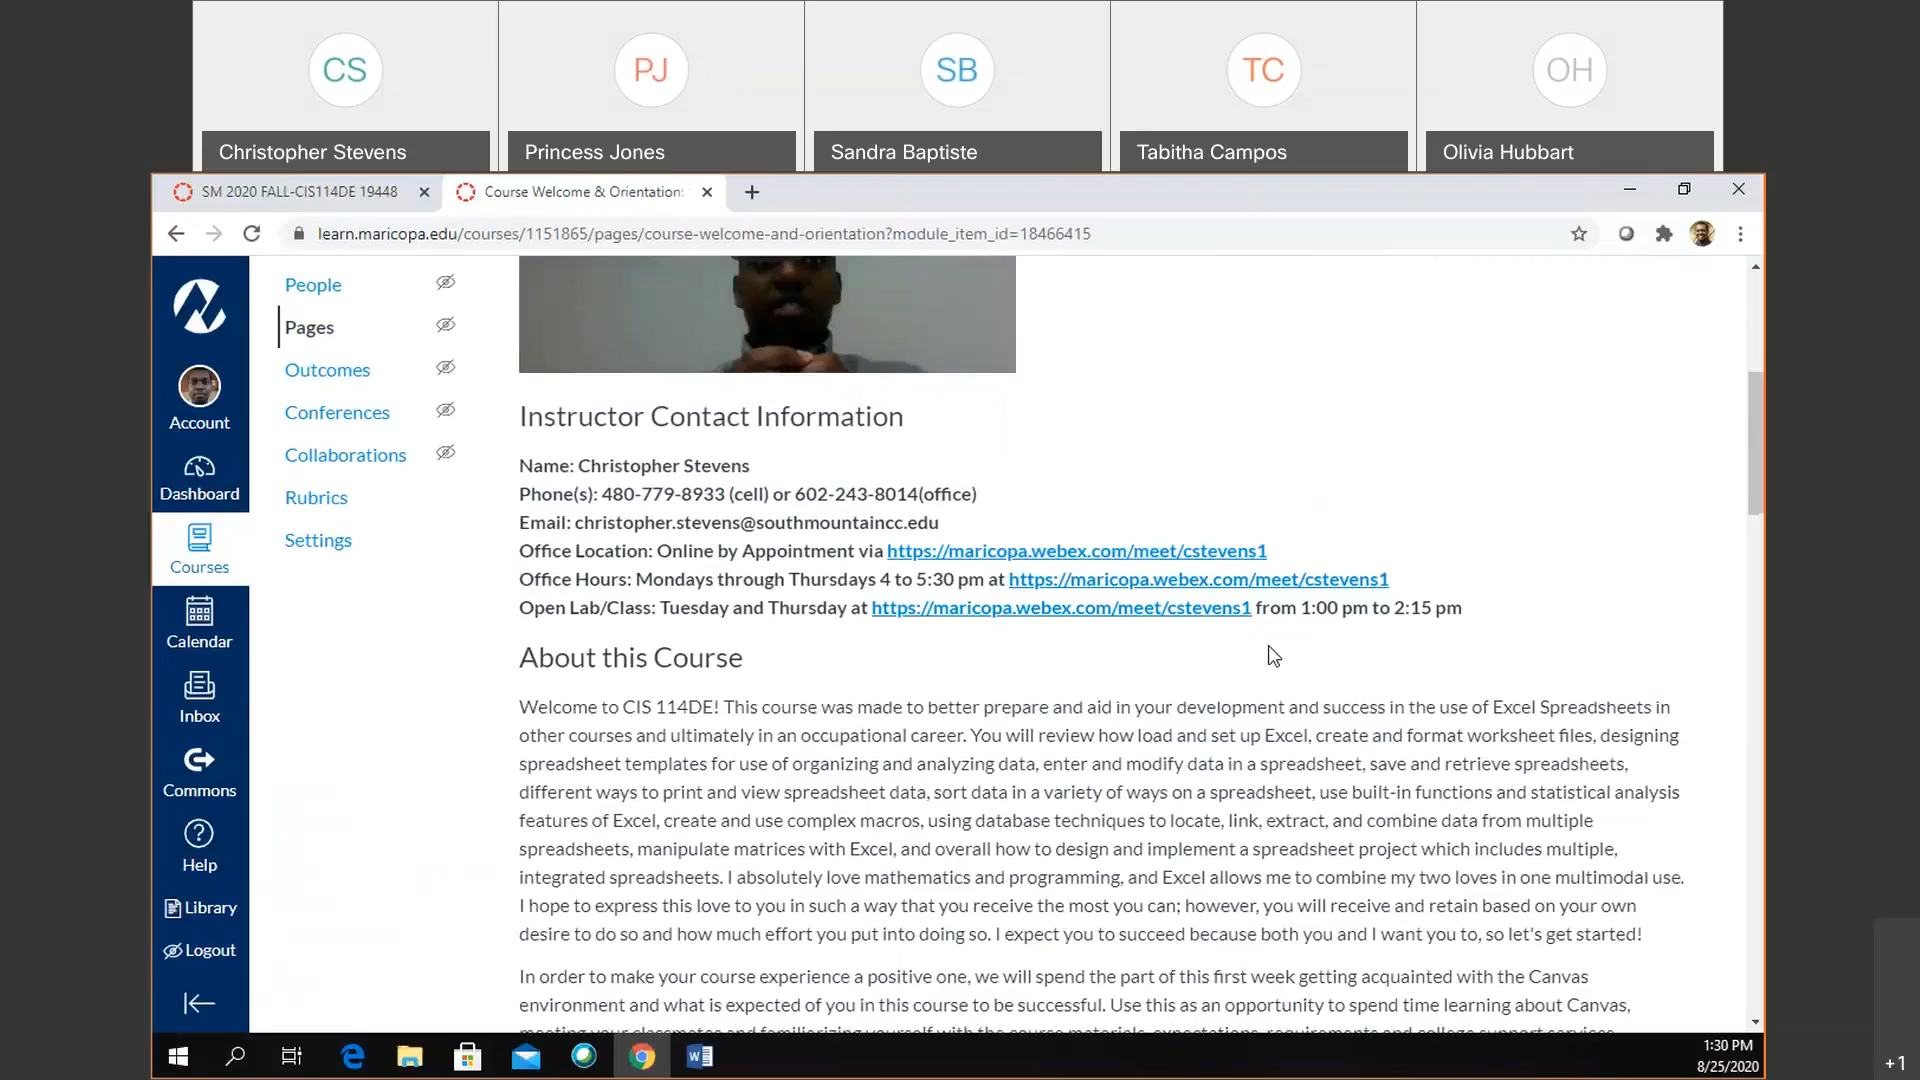 CS
PJ
SB
TC
OH
Christopher Stevens
Princess Jones
Sandra Baptiste
Tabitha Campos
Olivia Hubbart
SM 2020 FALL-CIS114DE 19448
Course Welcome & Orientation:
learn.maricopa.edu/courses/1151865/pages/course-welcome-and-orientation?module_item_id=18466415
Account
Dashboard
Courses
Calendar
Inbox
Commons
Help
Library
Logout
People
Pages
Outcomes
Conferences
Collaborations
Rubrics
Settings
Instructor Contact Information
Name: Christopher Stevens
Phone(s): 480-779-8933 (cell) or 602-243-8014(office)
Email: christopher.stevens@southmountaincc.edu
Office Location: Online by Appointment via https://maricopa.webex.com/meet/cstevens1
Office Hours: Mondays through Thursdays 4 to 5:30 pm at https://maricopa.webex.com/meet/cstevens1
Open Lab/Class: Tuesday and Thursday at https://maricopa.webex.com/meet/cstevens1 from 1:00 pm to 2:15 pm
About this Course
Welcome to CIS 114DE! This course was made to better prepare and aid in your development and success in the use of Excel Spreadsheets in
other courses and ultimately in an occupational career. You will review how load and set up Excel, create and format worksheet files, designing
spreadsheet templates for use of organizing and analyzing data, enter and modify data in a spreadsheet, save and retrieve spreadsheets,
different ways to print and view spreadsheet data, sort data in a variety of ways on a spreadsheet, use built-in functions and statistical analysis
features of Excel, create and use complex macros, using database techniques to locate, link, extract, and combine data from multiple
spreadsheets, manipulate matrices with Excel, and overall how to design and implement a spreadsheet project which includes multiple,
integrated spreadsheets. I absolutely love mathematics and programming, and Excel allows me to combine my two loves in one multimodal use.
I hope to express this love to you in such a way that you receive the most you can; however, you will receive and retain based on your own
desire to do so and how much effort you put into doing so. I expect you to succeed because both you and I want you to, so let's get started!
In order to make your course experience a positive one, we will spend the part of this first week getting acquainted with the Canvas
environment and what is expected of you in this course to be successful. Use this as an opportunity to spend time learning about Canvas,
meeting your classmates and familiarizing yourself with the course materials, expectations, requirements and college support services
1:30 PM
8/25/2020
+1